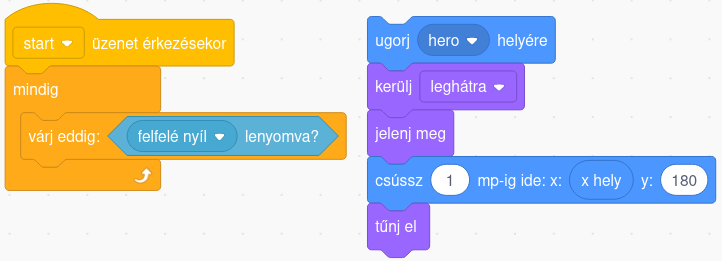 start üzenet érkezésekor
mindig
várj eddig: felfelé nyíl lenyomva?
ugorj hero helyére
kerülj leghátra
jelenj meg
csússz 1 mp-ig ide: x: x hely y: 180
tűnj el